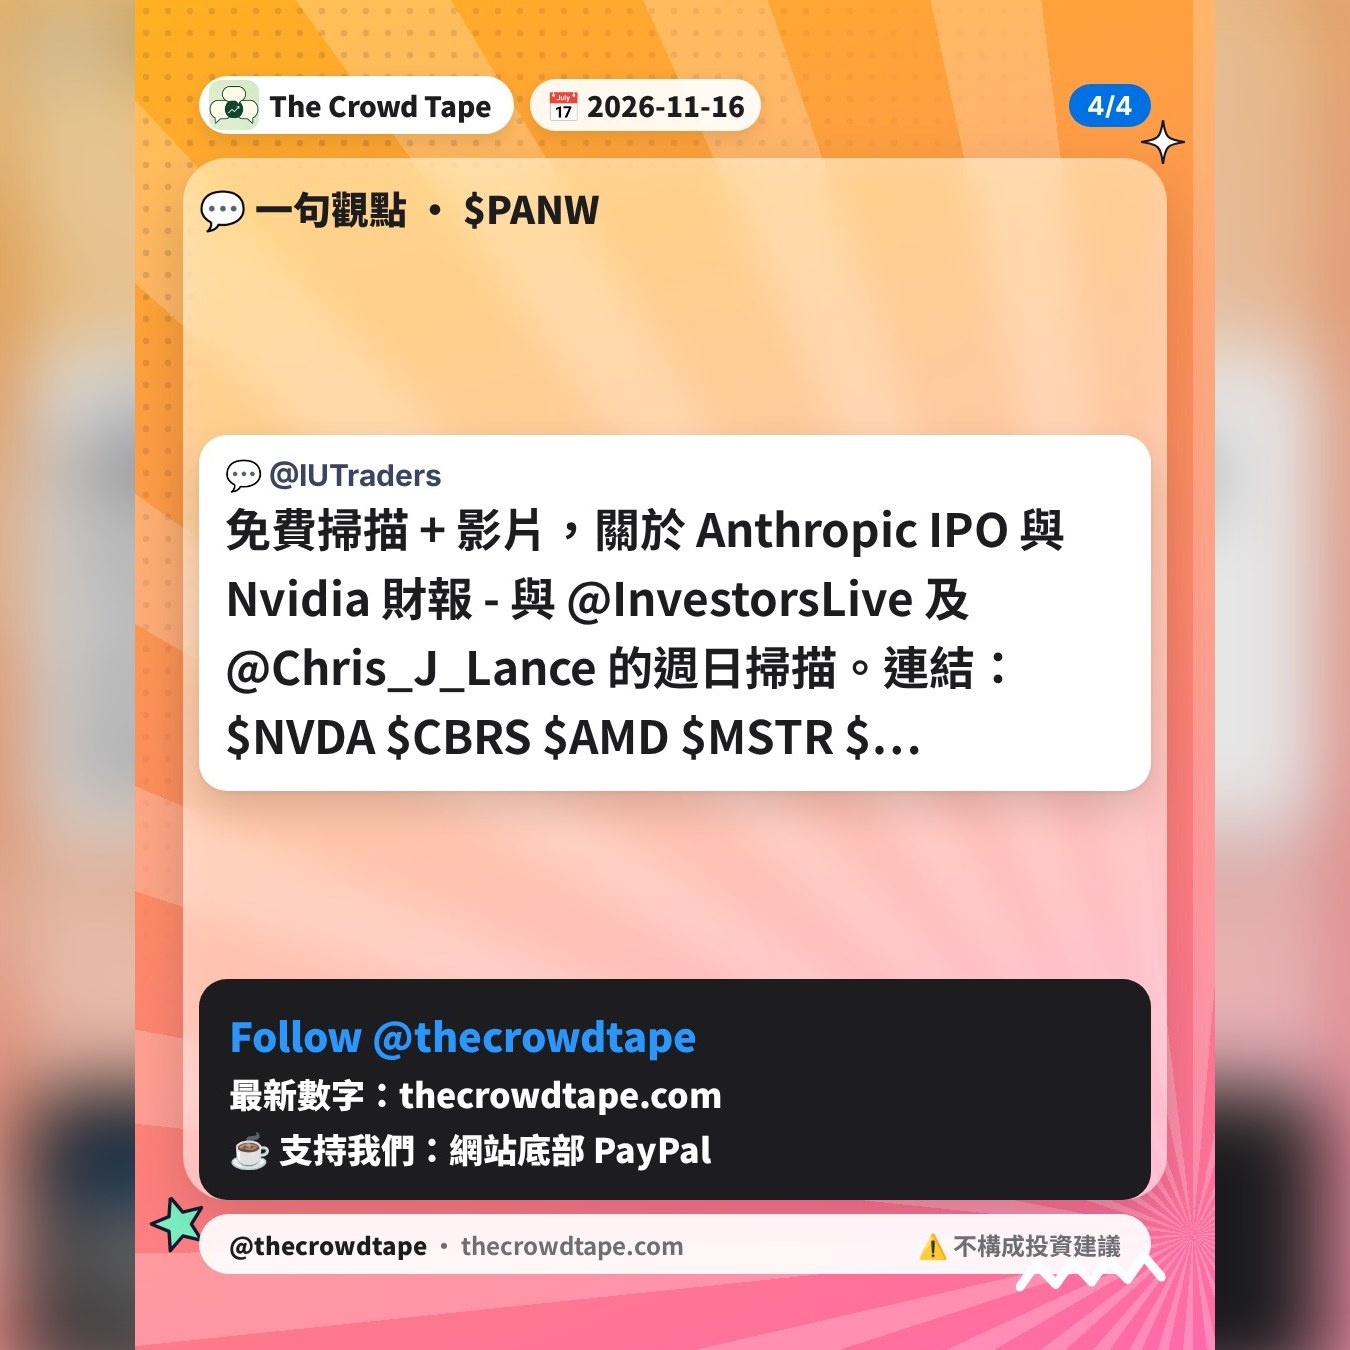 The Crowd Tape
2026-11-16
4/4
一句觀點 • $PANW
@IUTraders
免費掃描 + 影片，關於 Anthropic IPO 與
Nvidia 財報 - 與 @InvestorsLive 及
@Chris_J_Lance 的週日掃描。連結：
$NVDA $CBRS $AMD $MSTR $…
Follow @thecrowdtape
最新數字：thecrowdtape.com
☕ 支持我們：網站底部 PayPal
@thecrowdtape • thecrowdtape.com
⚠️ 不構成投資建議